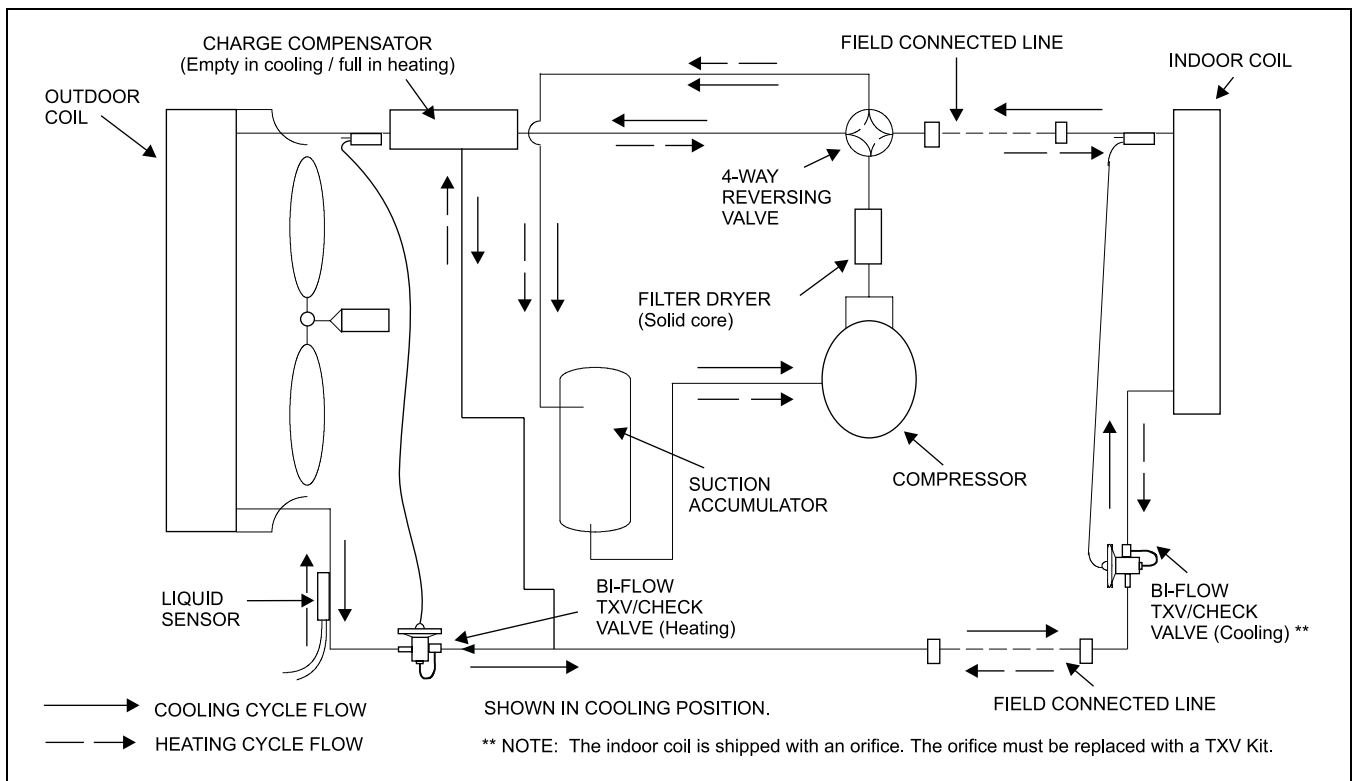 CHARGE COMPENSATOR
(Empty in cooling / full in heating)
FIELD CONNECTED LINE
INDOOR COIL
OUTDOOR
COIL
4-WAY
REVERSING
VALVE
FILTER DRYER
(Solid core)
SUCTION
ACCUMULATOR
COMPRESSOR
LIQUID
SENSOR
BI-FLOW
TXV/CHECK
VALVE (Heating)
BI-FLOW
TXV/CHECK
VALVE (Cooling) **
FIELD CONNECTED LINE
COOLING CYCLE FLOW
HEATING CYCLE FLOW
SHOWN IN COOLING POSITION.
** NOTE: The indoor coil is shipped with an orifice. The orifice must be replaced with a TXV Kit.